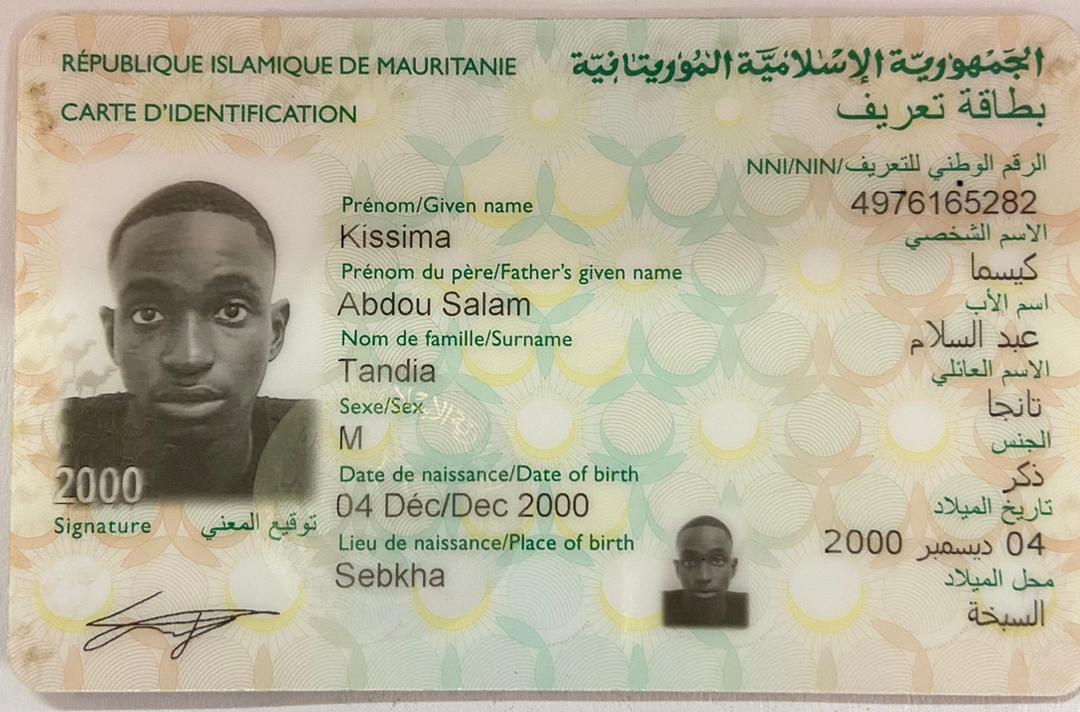 RÉPUBLIQUE ISLAMIQUE DE MAURITANIE
الجمهورية الإسلامية الموريتانية
CARTE D'IDENTIFICATION
بطاقة تعريف
الرقم الوطني للتعريف/NNI/NIN
4976165282
Prénom/Given name
الاسم الشخصي
Kissima
كيسما
Prénom du père/Father's given name
اسم الأب
Abdou Salam
عبد السلام
Nom de famille/Surname
الاسم العائلي
Tandia
تانجا
Sexe/Sex
الجنس
M
ذكر
Date de naissance/Date of birth
تاريخ الميلاد
04 Déc/Dec 2000
04 ديسمبر 2000
Lieu de naissance/Place of birth
محل الميلاد
Sebkha
السبخة
2000
Signature
توقيع المعني